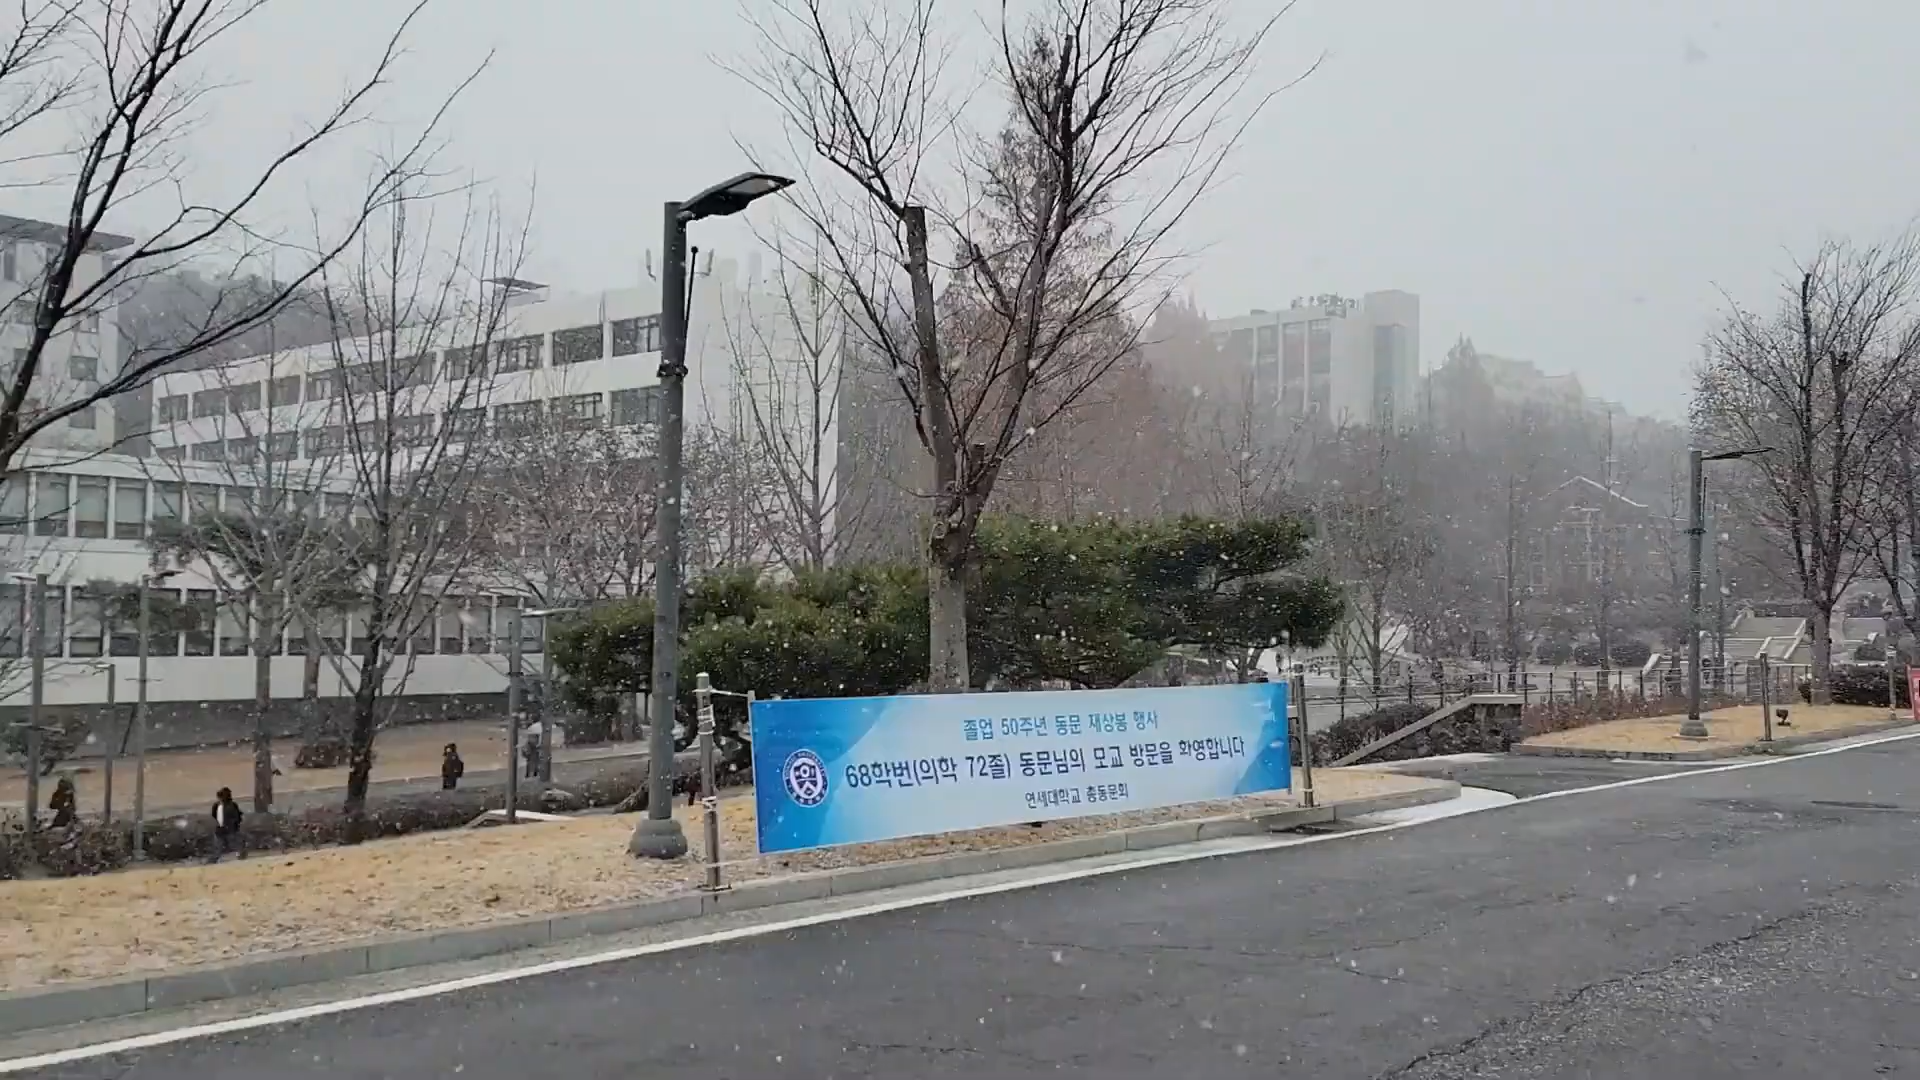 졸업 50주년 동문 재상봉 행사
68학번(의학 72졸) 동문님의 모교 방문을 환영합니다
연세대학교 총동문회